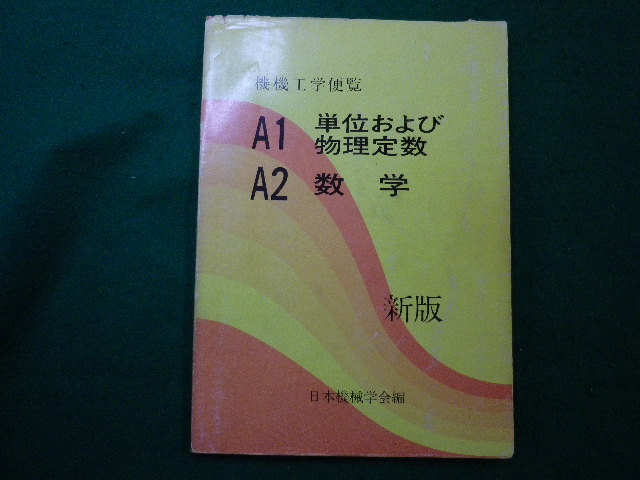 機機工学便覧
A1 単位および
物理定数
A2 数学
新版
日本機械学会編